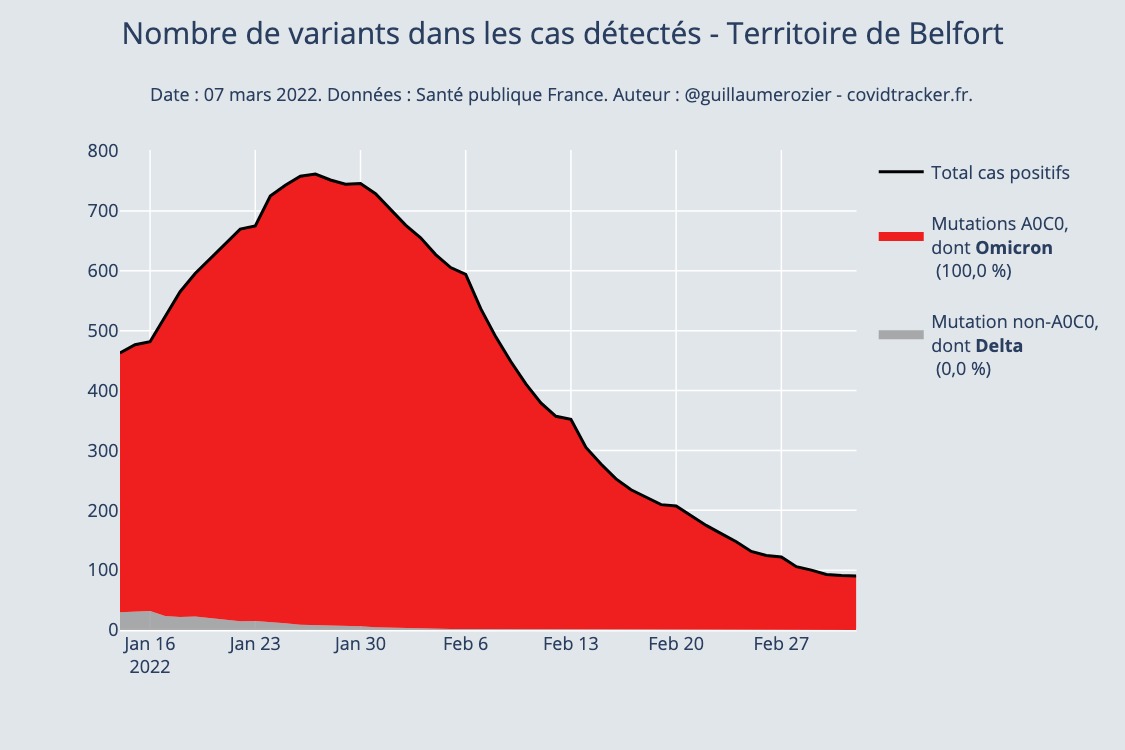 Nombre de variants dans les cas détectés - Territoire de Belfort
Date : 07 mars 2022. Données : Santé publique France. Auteur : @guillaumerozier - covidtracker.fr.
800
700
600
500
400
300
200
100
0
Jan 16
2022
Jan 23
Jan 30
Feb 6
Feb 13
Feb 20
Feb 27
Total cas positifs
Mutations A0C0,
dont Omicron
(100,0 %)
Mutation non-A0C0,
dont Delta
(0,0 %)